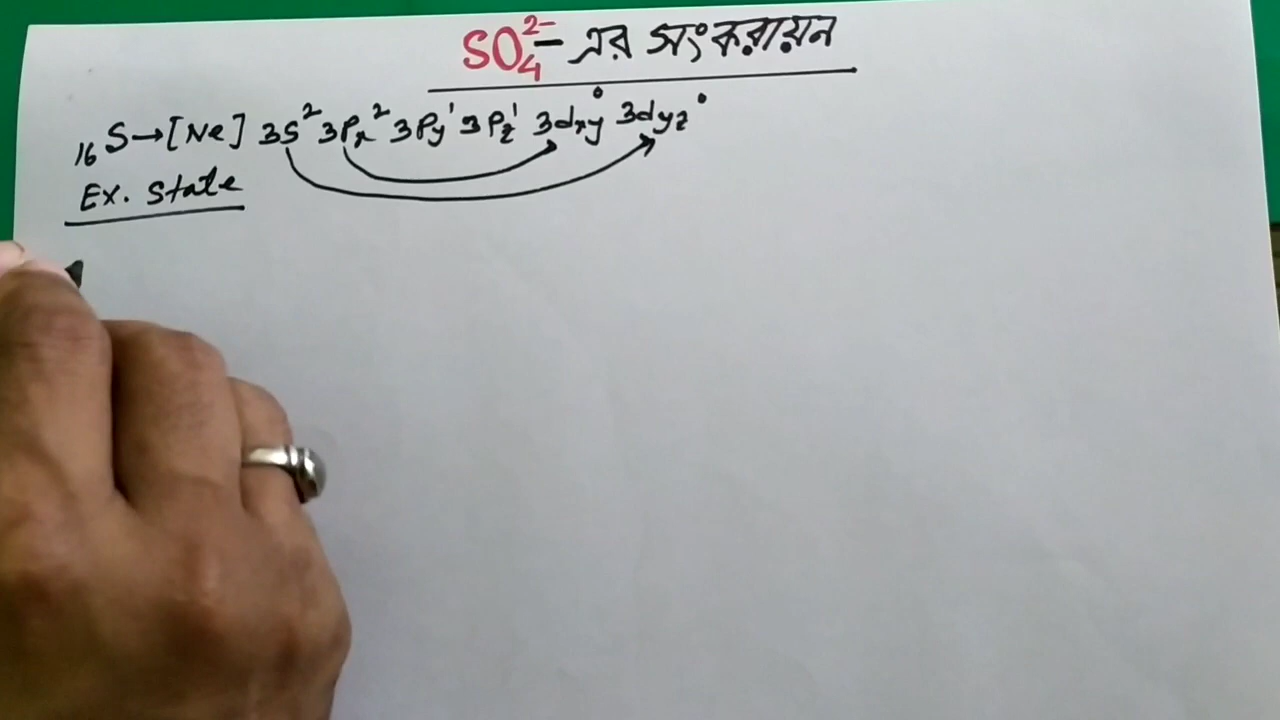 SO₄²⁻ – এর সংকরায়ন
₁₆S→[Ne] 3s² 3Pₓ² 3Py¹ 3Pz¹ 3dxy⁰ 3dyz⁰
Ex. State